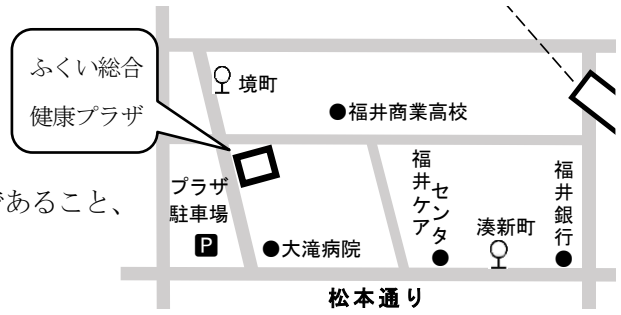 ふくい総合
健康プラザ
境町
●福井商業高校
であること、
プラザ
駐車場
P
●大滝病院
福井ケア
センタ
●
湊新町
福井銀行
●
松本通り